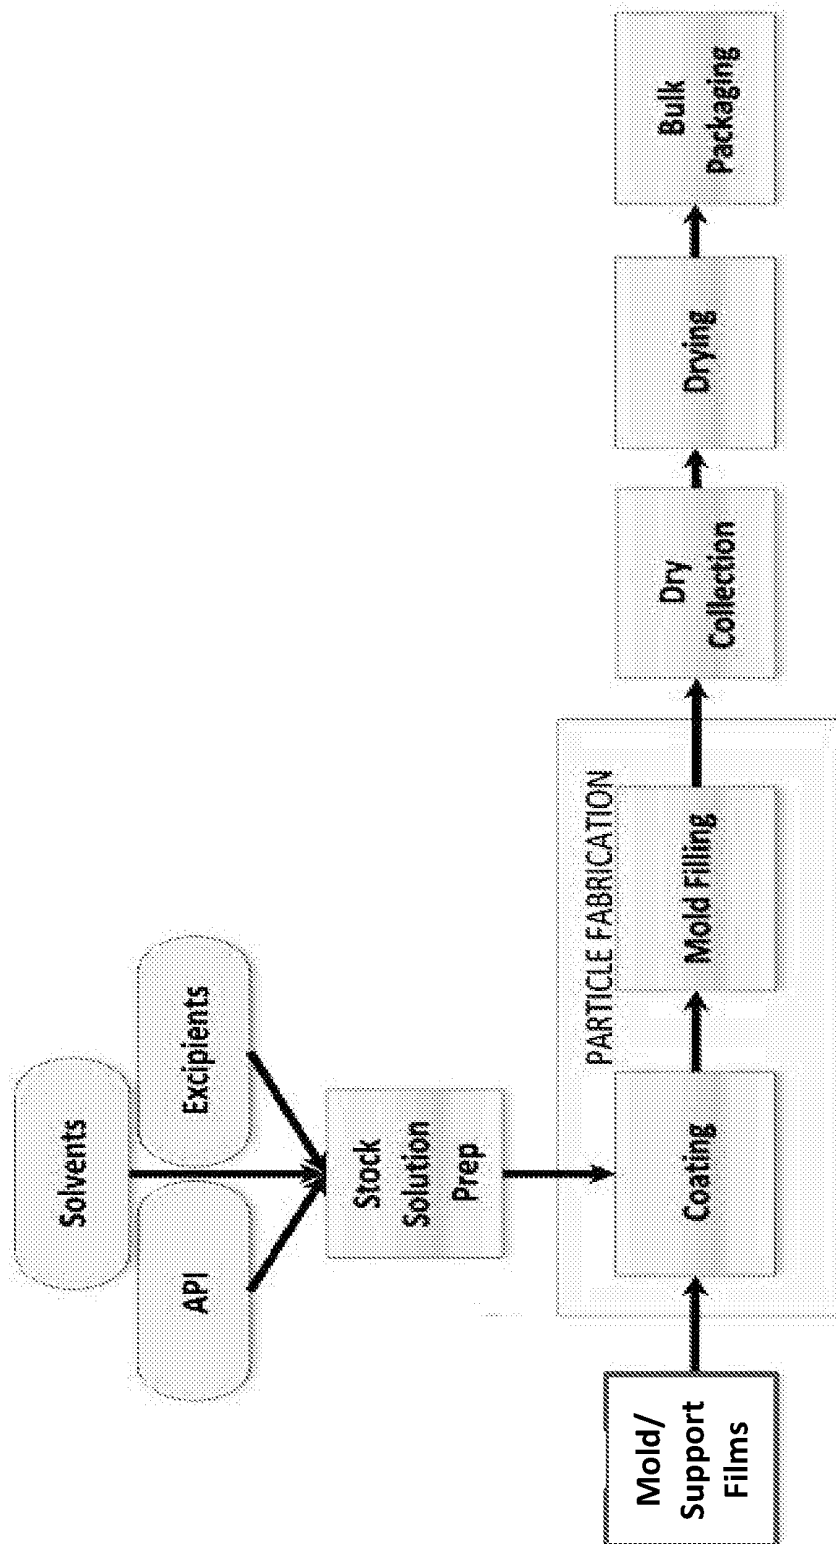 Solvents
API
Excipients
Stock
Solution
Prep
PARTICLE FABRICATION
Mold/
Support
Films
Coating
Mold Filling
Dry
Collection
Drying
Bulk
Packaging